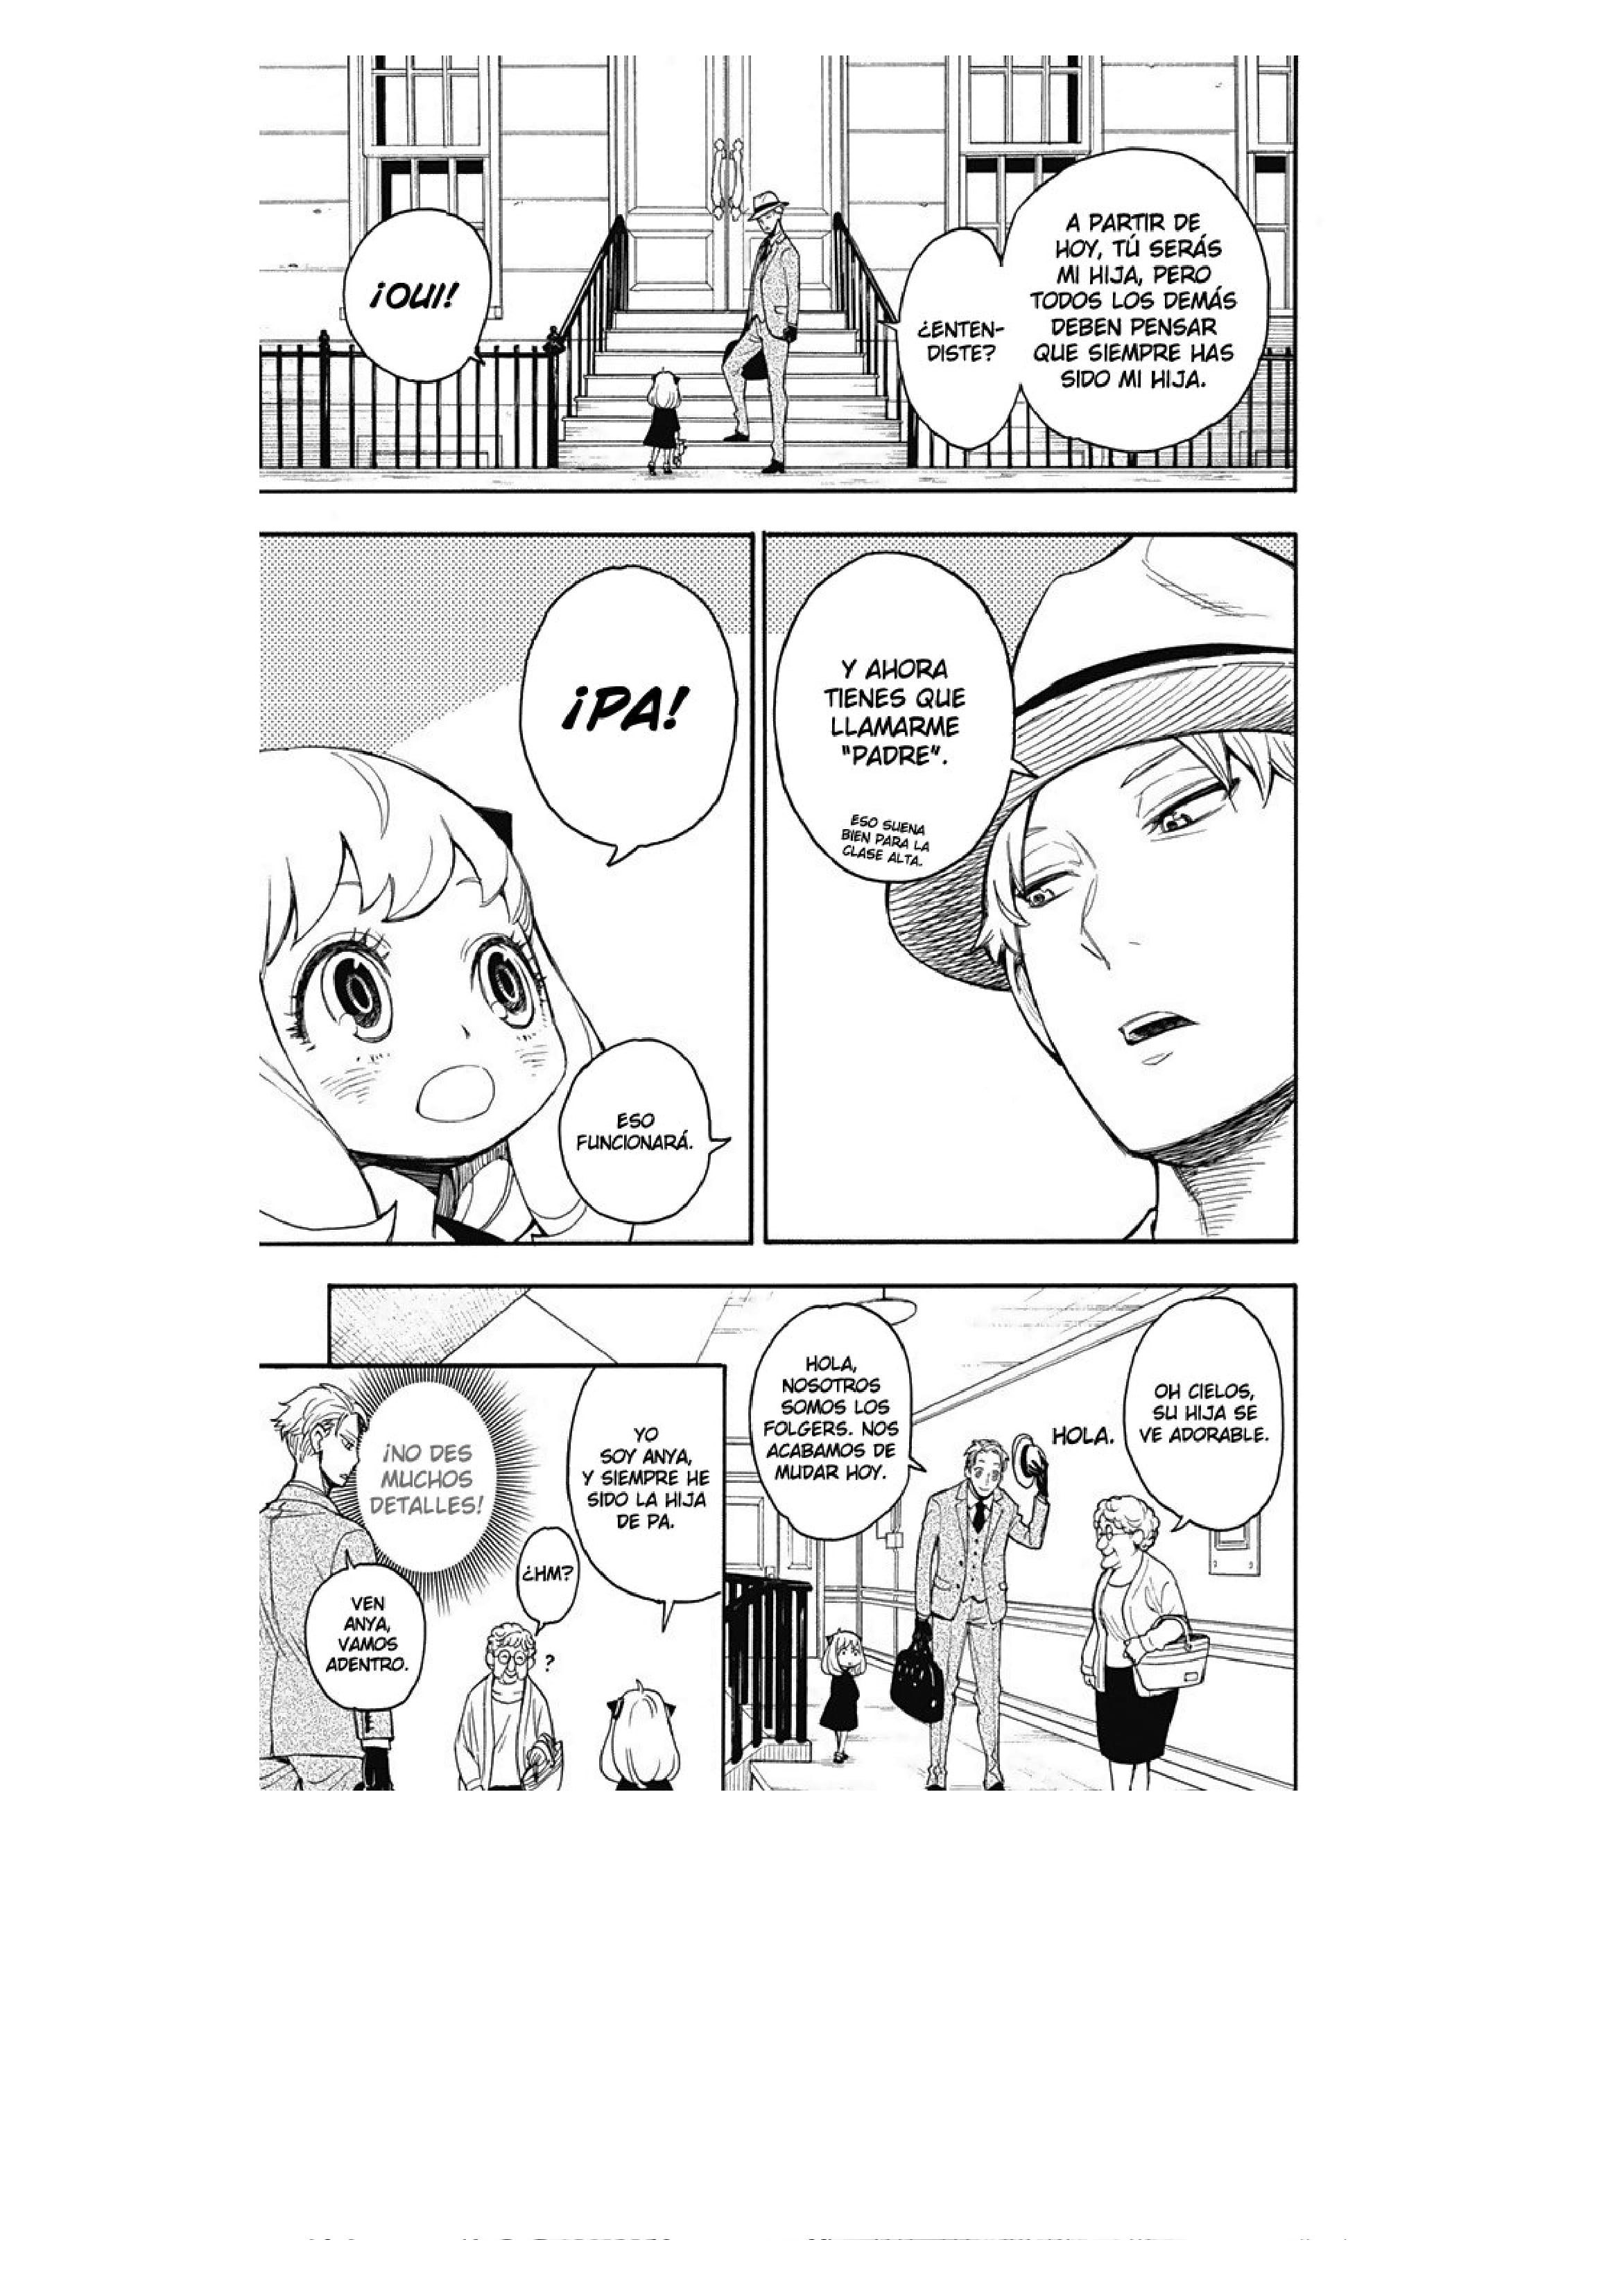 A PARTIR DE
HOY, TÚ SERÁS
MI HIJA, PERO
TODOS LOS DEMÁS
DEBEN PENSAR
QUE SIEMPRE HAS
SIDO MI HIJA.
¿ENTEN-
DISTE?
¡OUI!
Y AHORA
TIENES QUE
LLAMARME
"PADRE".
ESO SUENA
BIEN PARA LA
CLASE ALTA.
¡PA!
ESO
FUNCIONARÁ.
OH CIELOS,
SU HIJA SE
VE ADORABLE.
HOLA.
HOLA,
NOSOTROS
SOMOS LOS
FOLGERS. NOS
ACABAMOS DE
MUDAR HOY.
YO
SOY ANYA,
Y SIEMPRE HE
SIDO LA HIJA
DE PA.
¿HM?
?
¡NO DES
MUCHOS
DETALLES!
VEN
ANYA,
VAMOS
ADENTRO.